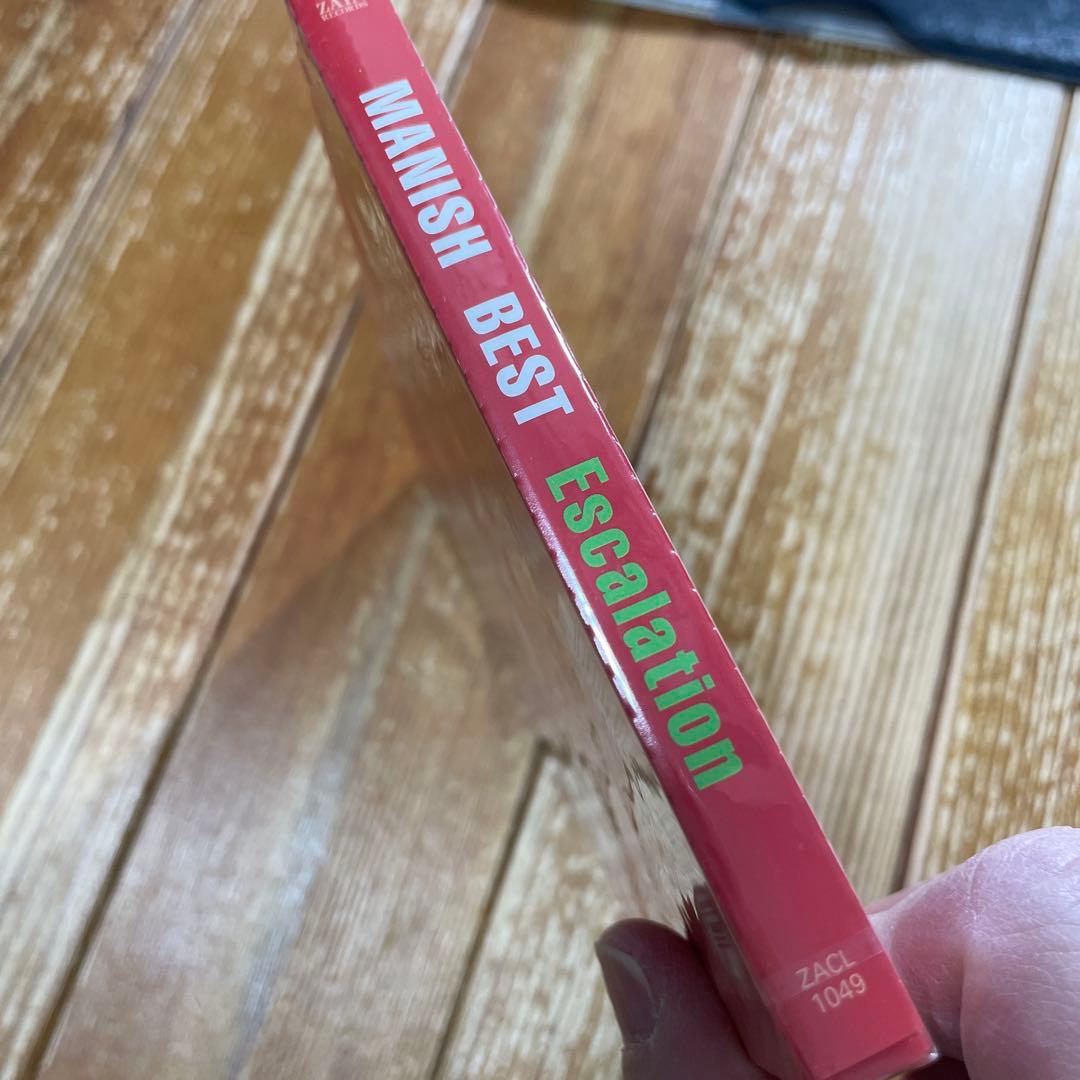 ZAIN
RECORDS
MANISH BEST Escalation
ZACL
1049